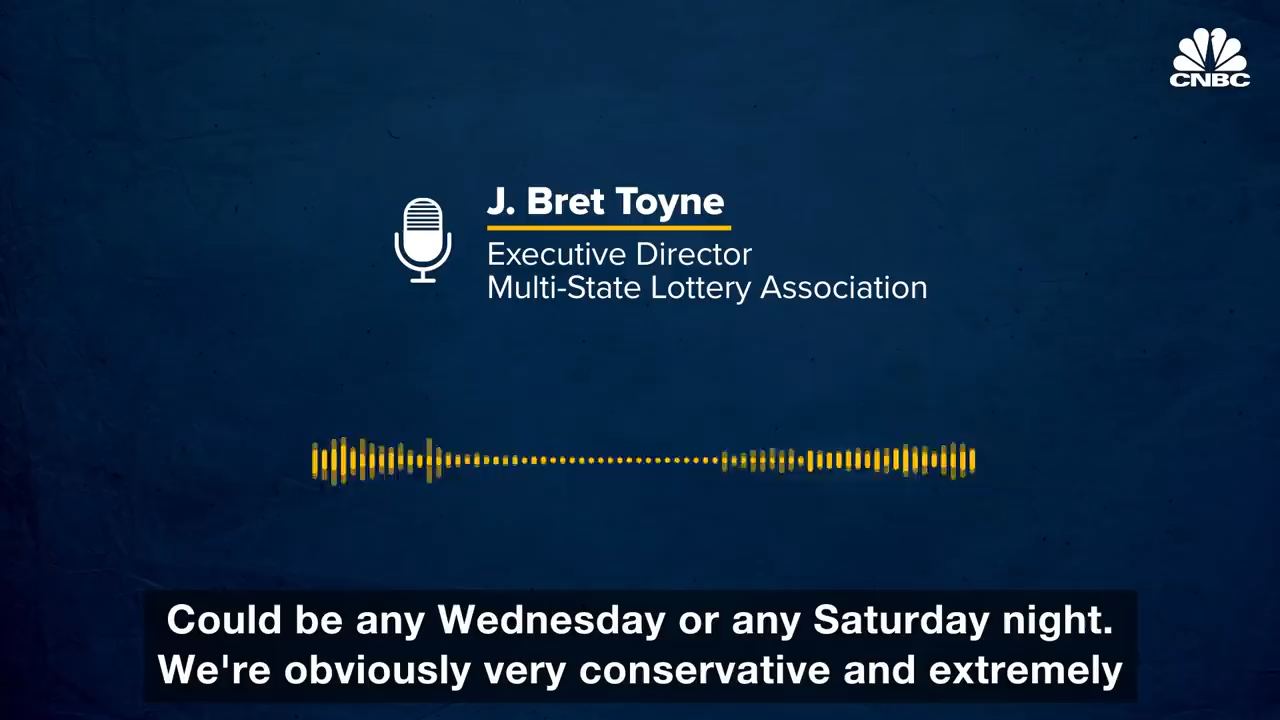 CNBC
J. Bret Toyne
Executive Director
Multi-State Lottery Association
Could be any Wednesday or any Saturday night.
We're obviously very conservative and extremely